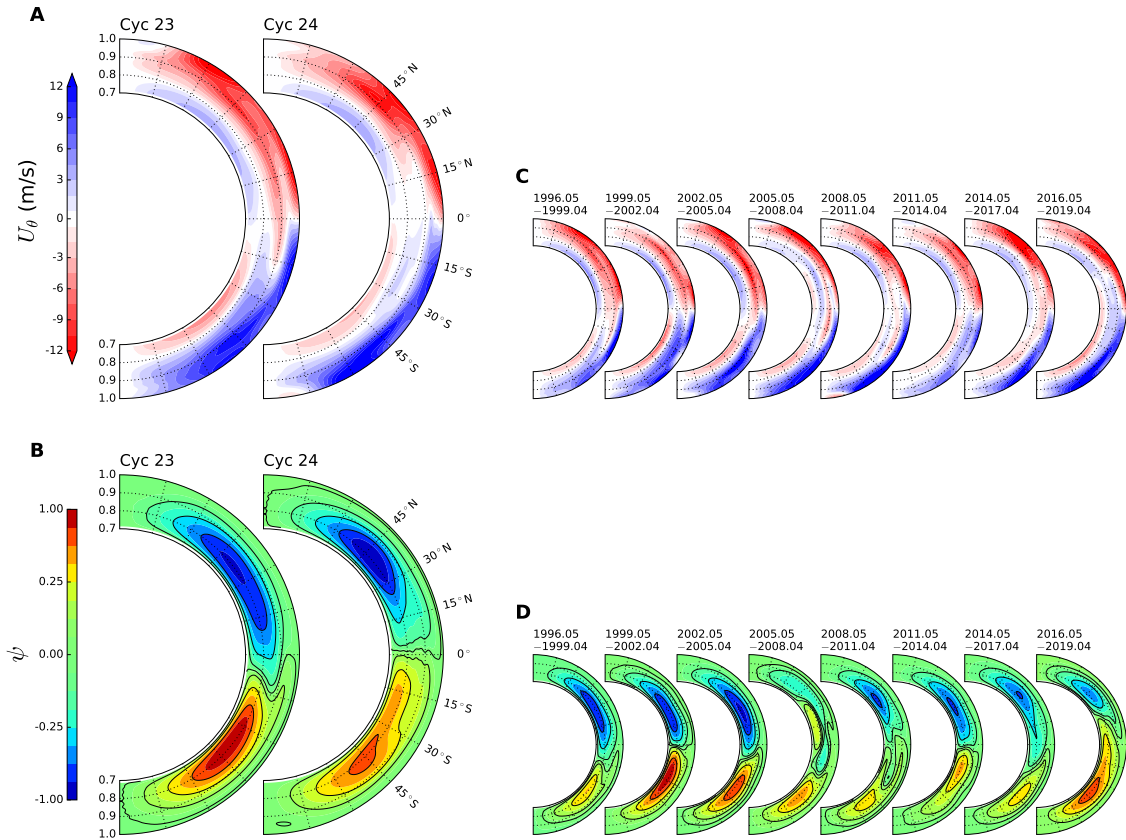 A
Cyc 23
Cyc 24
1.0
0.9
0.8
0.7
12
9
6
3
0
-3
-6
-9
-12
U_θ (m/s)
45°N
30°N
15°N
0°
15°S
30°S
45°S
0.7
0.8
0.9
1.0
C
1996.05
−1999.04
1999.05
−2002.04
2002.05
−2005.04
2005.05
−2008.04
2008.05
−2011.04
2011.05
−2014.04
2014.05
−2017.04
2016.05
−2019.04
B
Cyc 23
Cyc 24
1.0
0.9
0.8
0.7
1.00
0.25
0.00
-0.25
-1.00
ψ
45°N
30°N
15°N
0°
15°S
30°S
45°S
0.7
0.8
0.9
1.0
D
1996.05
−1999.04
1999.05
−2002.04
2002.05
−2005.04
2005.05
−2008.04
2008.05
−2011.04
2011.05
−2014.04
2014.05
−2017.04
2016.05
−2019.04